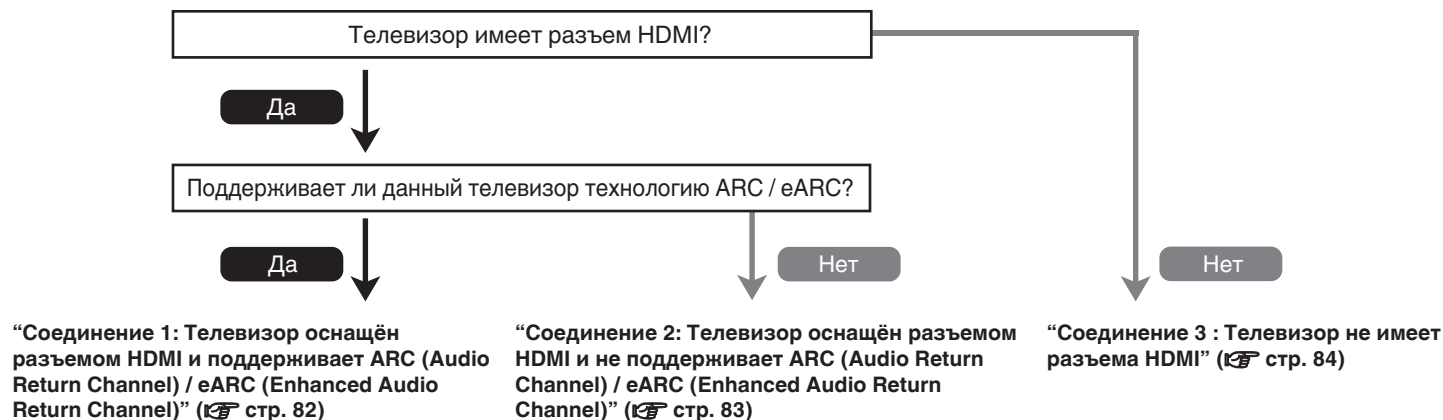 Телевизор имеет разъем HDMI?
Да
Поддерживает ли данный телевизор технологию ARC / eARC?
Да
Нет
Нет
“Соединение 1: Телевизор оснащён
разъемом HDMI и поддерживает ARC (Audio
Return Channel) / eARC (Enhanced Audio
Return Channel)” (☞ стр. 82)
“Соединение 2: Телевизор оснащён разъемом
HDMI и не поддерживает ARC (Audio Return
Channel) / eARC (Enhanced Audio Return
Channel)” (☞ стр. 83)
“Соединение 3 : Телевизор не имеет
разъема HDMI” (☞ стр. 84)